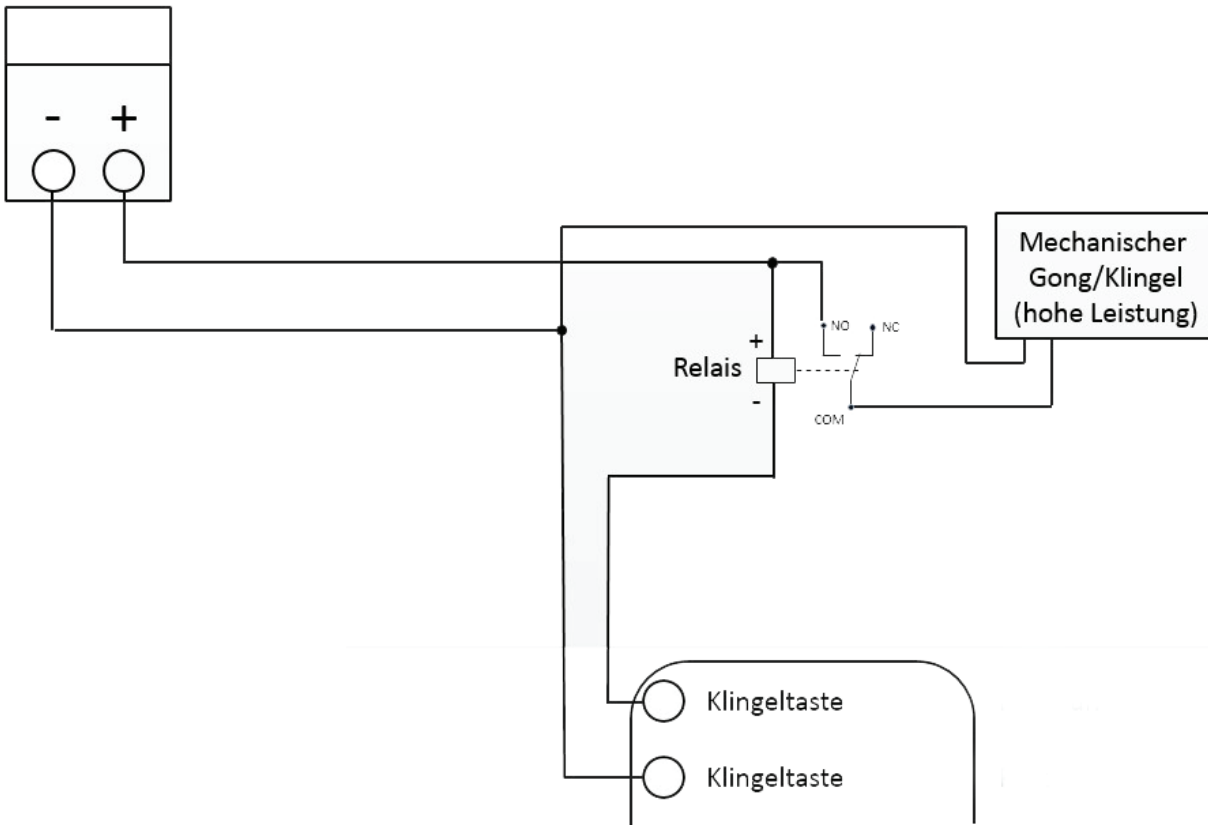 - +
Mechanischer
Gong/Klingel
(hohe Leistung)
NO NC
+
Relais
-
COM
Klingeltaste
Klingeltaste